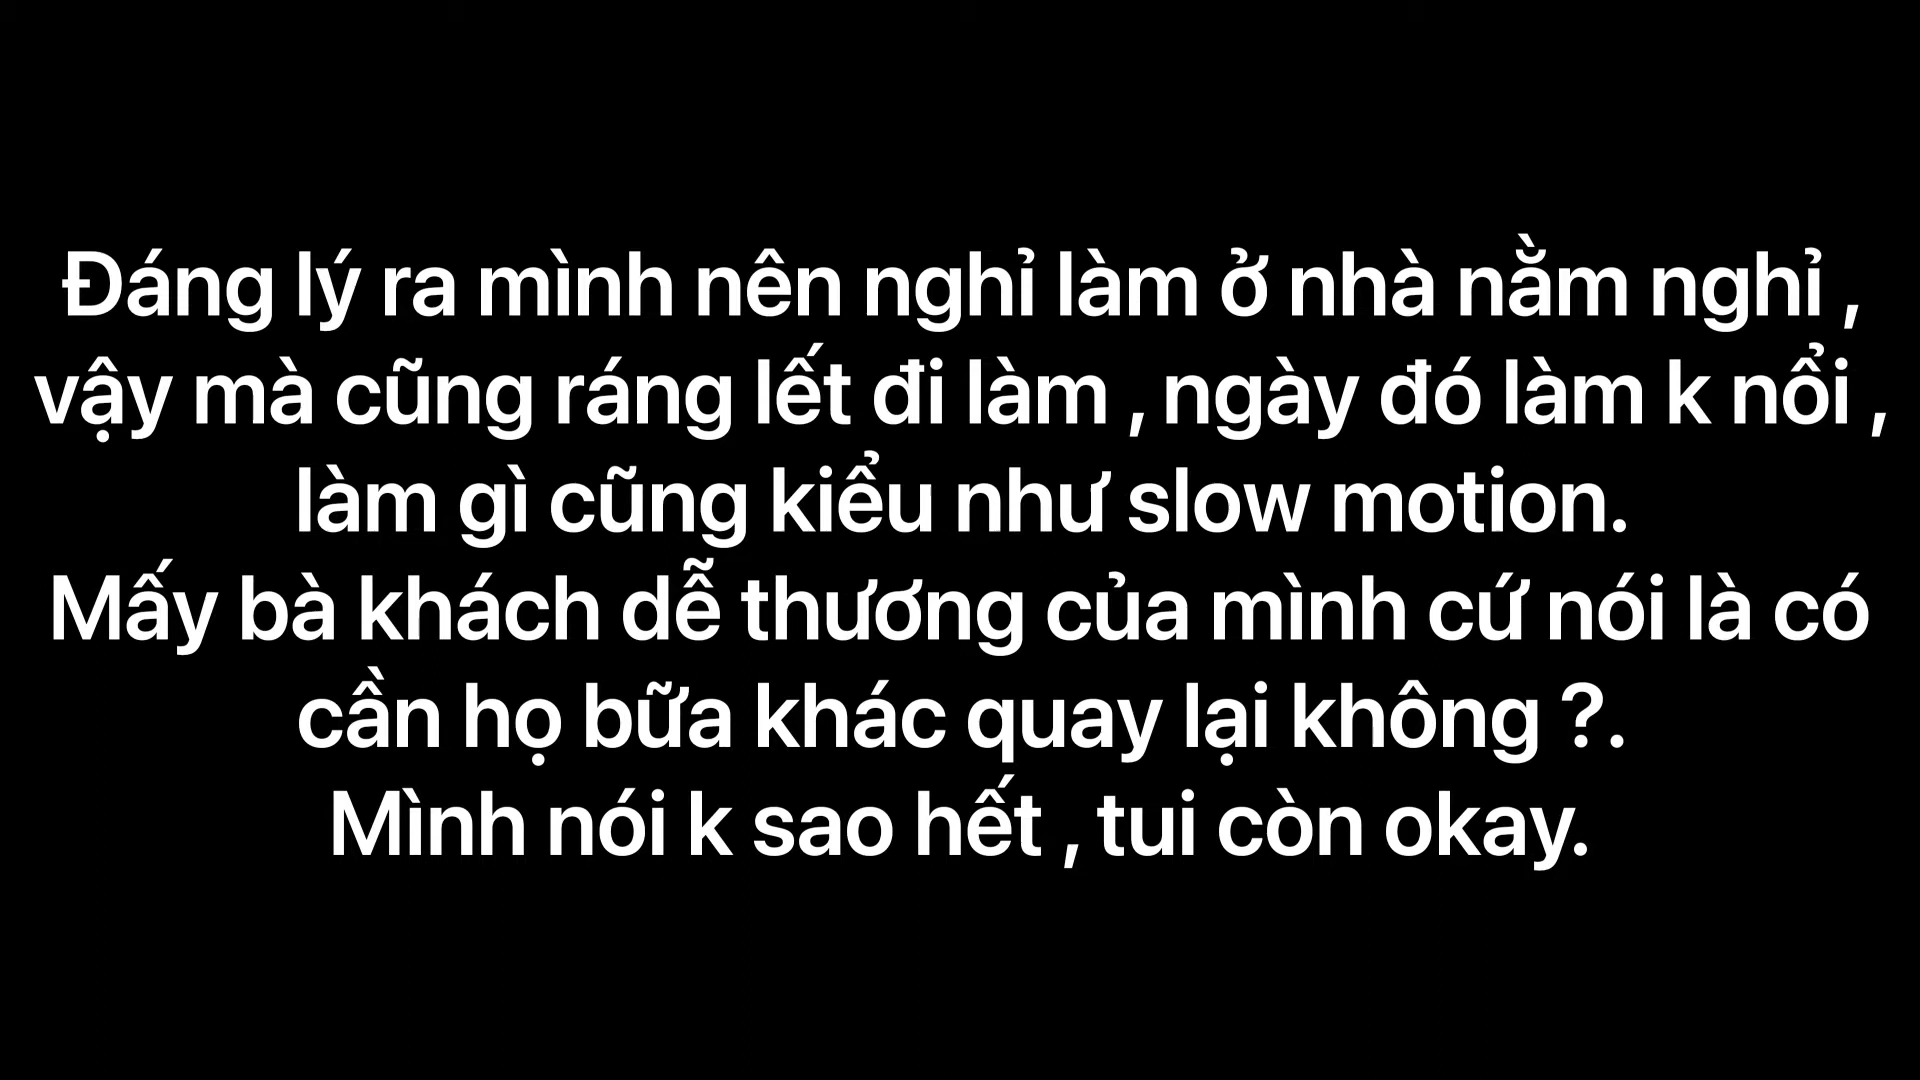 Đáng lý ra mình nên nghỉ làm ở nhà nằm nghỉ ,
vậy mà cũng ráng lết đi làm , ngày đó làm k nổi ,
làm gì cũng kiểu như slow motion.
Mấy bà khách dễ thương của mình cứ nói là có
cần họ bữa khác quay lại không ?.
Mình nói k sao hết , tui còn okay.